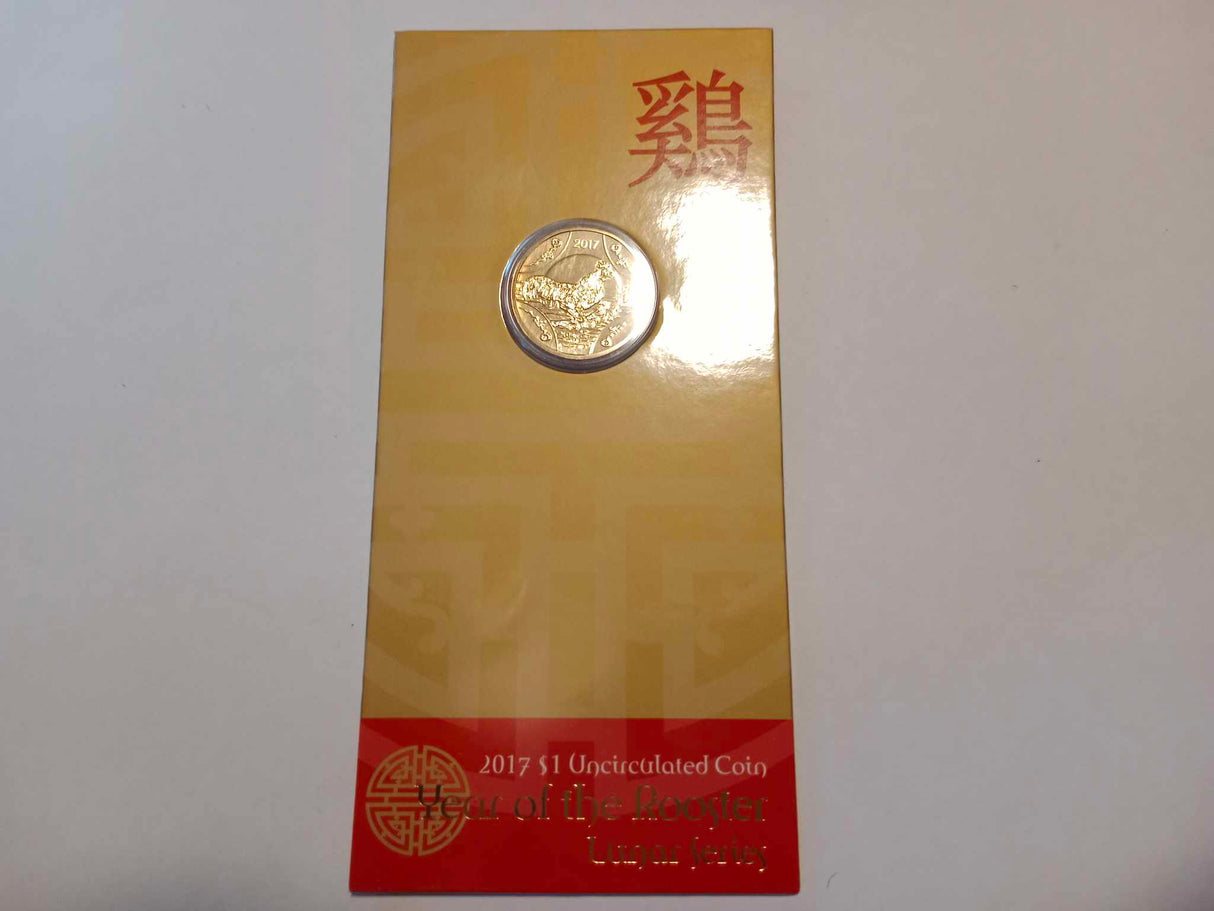 鷄
2017
2017 $1 Uncirculated Coin
Year of the Rooster
Lunar Series